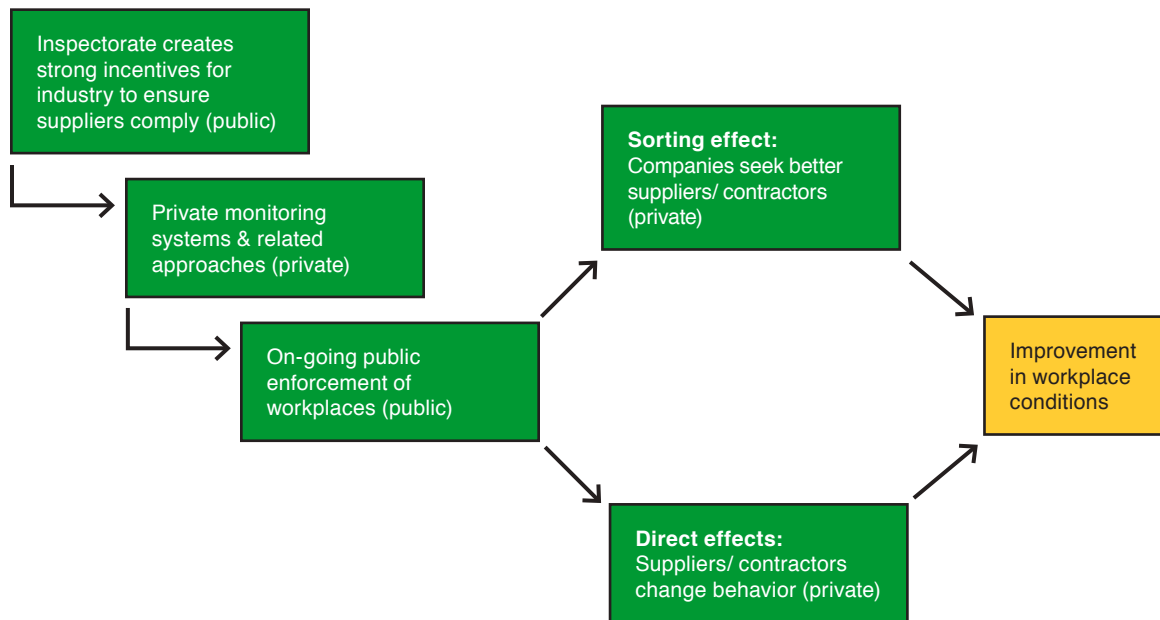 Inspectorate creates
strong incentives for
industry to ensure
suppliers comply (public)
Private monitoring
systems & related
approaches (private)
On-going public
enforcement of
workplaces (public)
Sorting effect:
Companies seek better
suppliers/ contractors
(private)
Direct effects:
Suppliers/ contractors
change behavior (private)
Improvement
in workplace
conditions